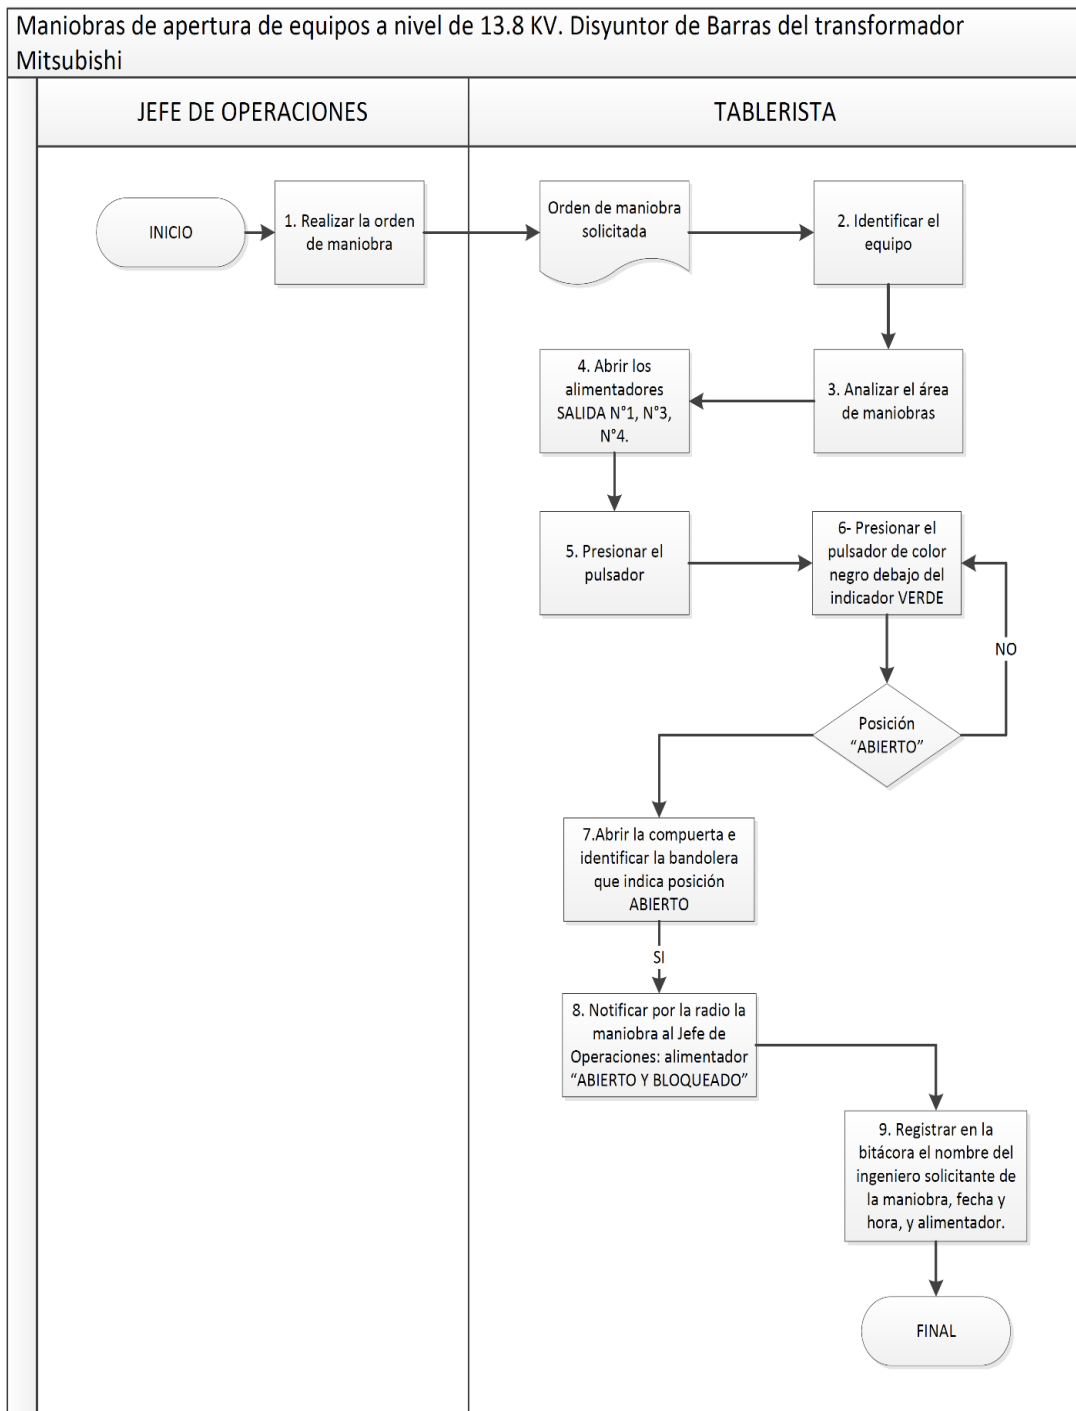 Maniobras de apertura de equipos a nivel de 13.8 KV. Disyuntor de Barras del transformador
Mitsubishi
JEFE DE OPERACIONES
TABLERISTA
INICIO
1. Realizar la orden
de maniobra
Orden de maniobra
solicitada
2. Identificar el
equipo
3. Analizar el área
de maniobras
4. Abrir los
alimentadores
SALIDA N°1, N°3,
N°4.
5. Presionar el
pulsador
6- Presionar el
pulsador de color
negro debajo del
indicador VERDE
NO
Posición
“ABIERTO”
7.Abrir la compuerta e
identificar la bandolera
que indica posición
ABIERTO
SI
8. Notificar por la radio la
maniobra al Jefe de
Operaciones: alimentador
“ABIERTO Y BLOQUEADO”
9. Registrar en la
bitácora el nombre del
ingeniero solicitante de
la maniobra, fecha y
hora, y alimentador.
FINAL